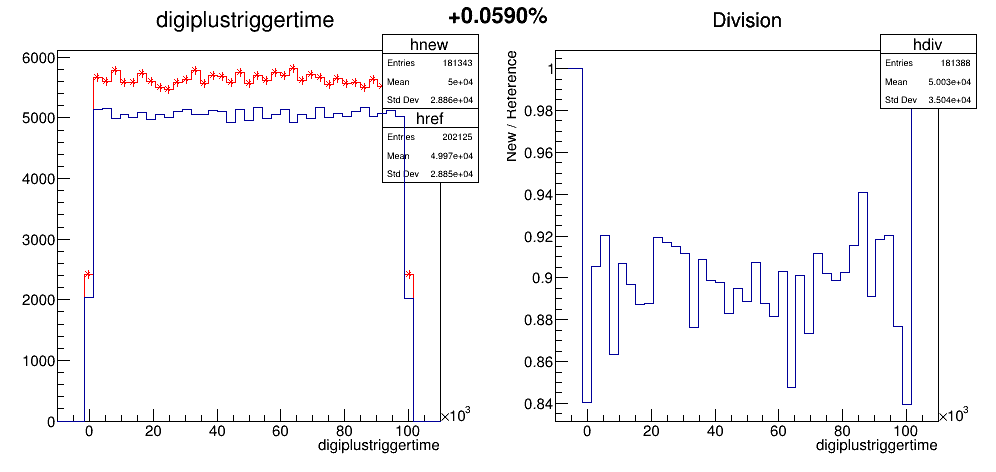 digiplustriggertime
+0.0590%
Division
hnew
Entries 181343
Mean 5e+04
Std Dev 2.886e+04
href
Entries 202125
Mean 4.997e+04
Std Dev 2.885e+04
6000
5000
4000
3000
2000
1000
0
0 20 40 60 80 100
×10³
digiplustriggertime
hdiv
Entries 181388
Mean 5.003e+04
Std Dev 3.504e+04
New / Reference
1
0.98
0.96
0.94
0.92
0.9
0.88
0.86
0.84
0 20 40 60 80 100
×10³
digiplustriggertime